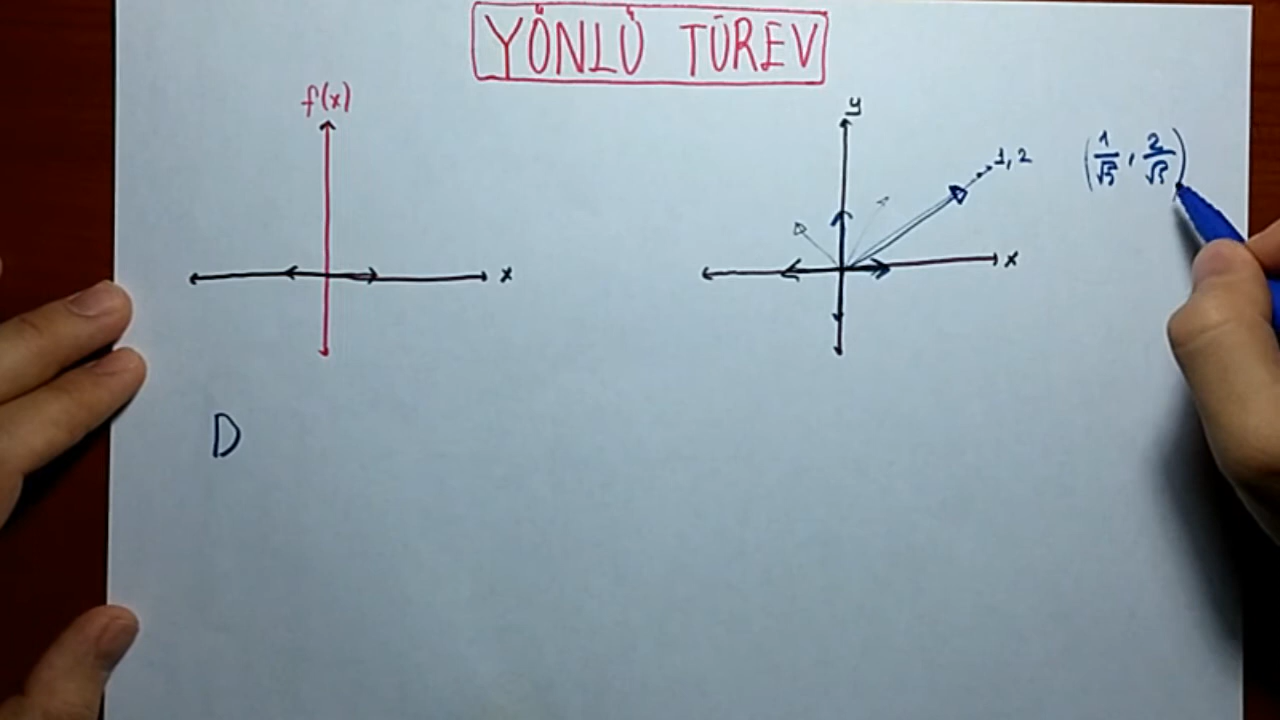 YÖNLÜ TÜREV
f(x)
x
y
x
1,2
(1/√5, 2/√5)
D